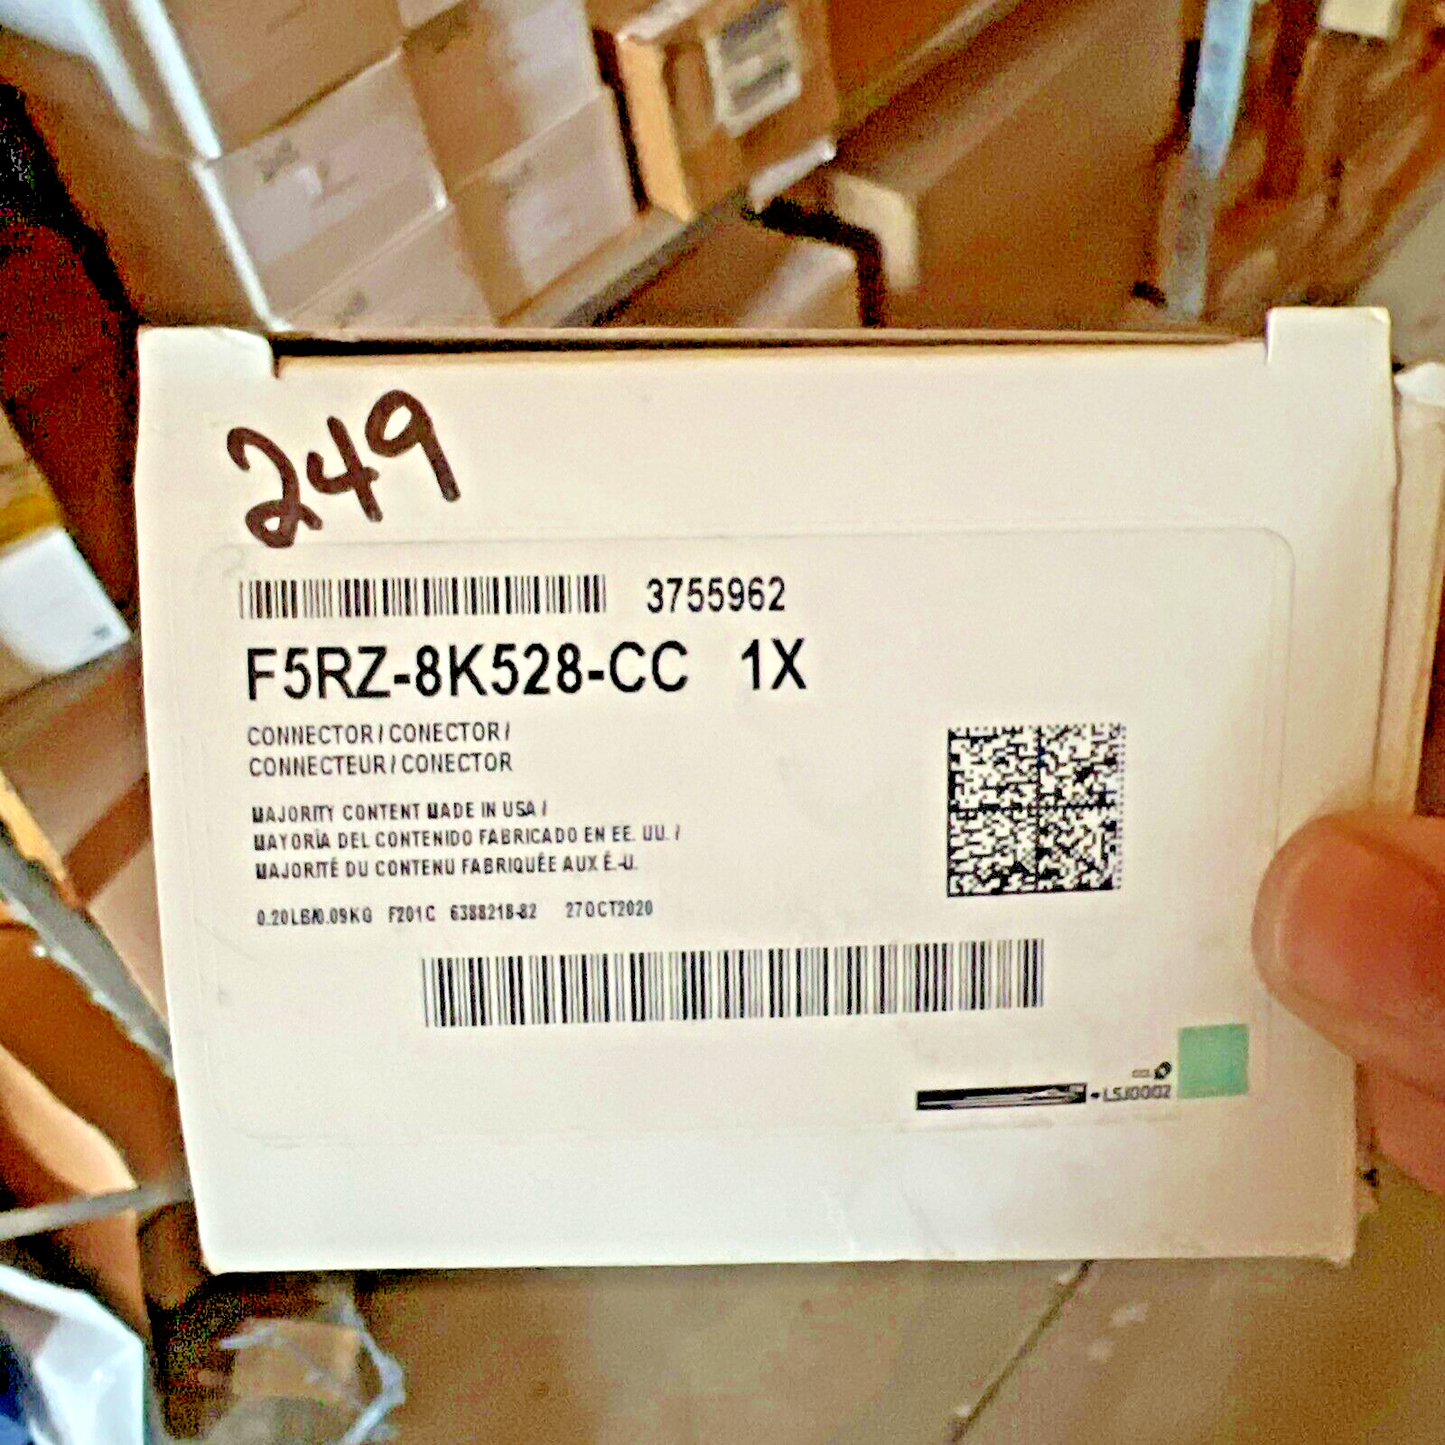 249
3755962
F5RZ-8K528-CC 1X
CONNECTOR / CONECTOR /
CONNECTEUR / CONECTOR
MAJORITY CONTENT MADE IN USA /
MAYORÍA DEL CONTENIDO FABRICADO EN EE. UU. /
MAJORITÉ DU CONTENU FABRIQUÉE AUX É.-U.
0.20LB/0.09KG F201C 6388218-82 27OCT2020
LSJ0002